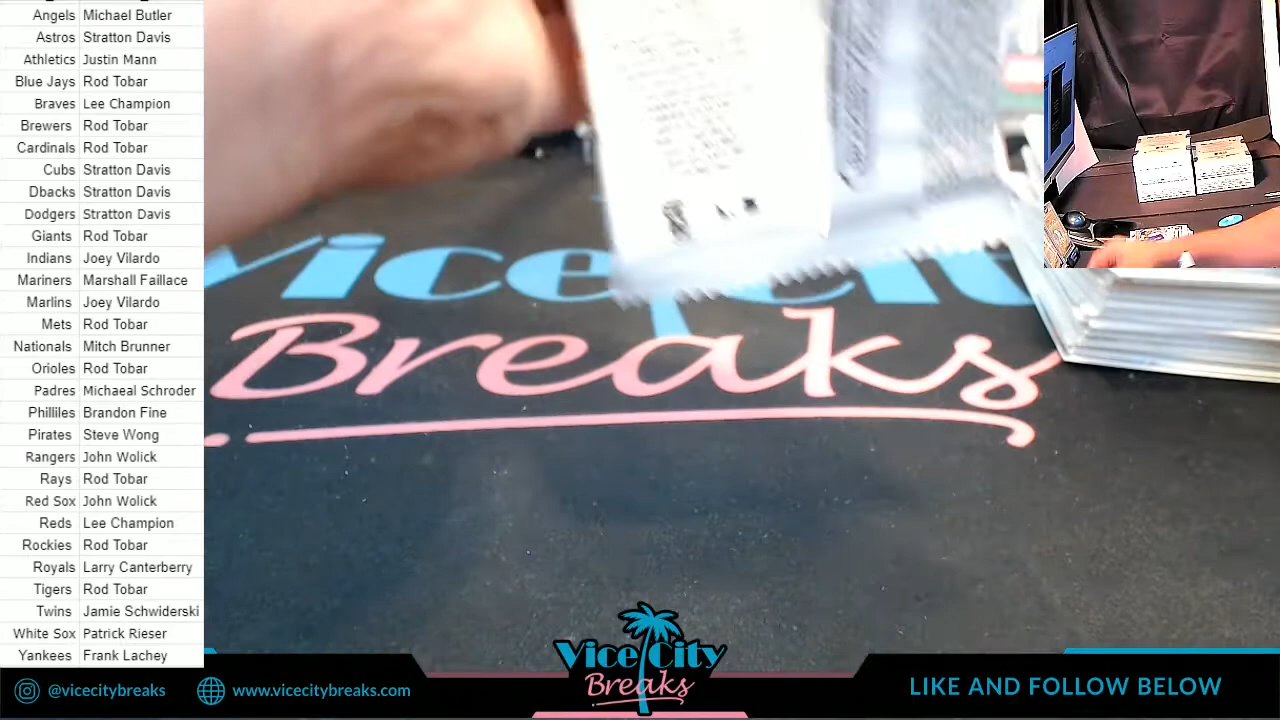 Angels Michael Butler
Astros Stratton Davis
Athletics Justin Mann
Blue Jays Rod Tobar
Braves Lee Champion
Brewers Rod Tobar
Cardinals Rod Tobar
Cubs Stratton Davis
Dbacks Stratton Davis
Dodgers Stratton Davis
Giants Rod Tobar
Indians Joey Vilardo
Mariners Marshall Faillace
Marlins Joey Vilardo
Mets Rod Tobar
Nationals Mitch Brunner
Orioles Rod Tobar
Padres Michaeal Schroder
Philliles Brandon Fine
Pirates Steve Wong
Rangers John Wolick
Rays Rod Tobar
Red Sox John Wolick
Reds Lee Champion
Rockies Rod Tobar
Royals Larry Canterberry
Tigers Rod Tobar
Twins Jamie Schwiderski
White Sox Patrick Rieser
Yankees Frank Lachey
Vice City
Breaks
@vicecitybreaks
www.vicecitybreaks.com
Vice City
Breaks
LIKE AND FOLLOW BELOW